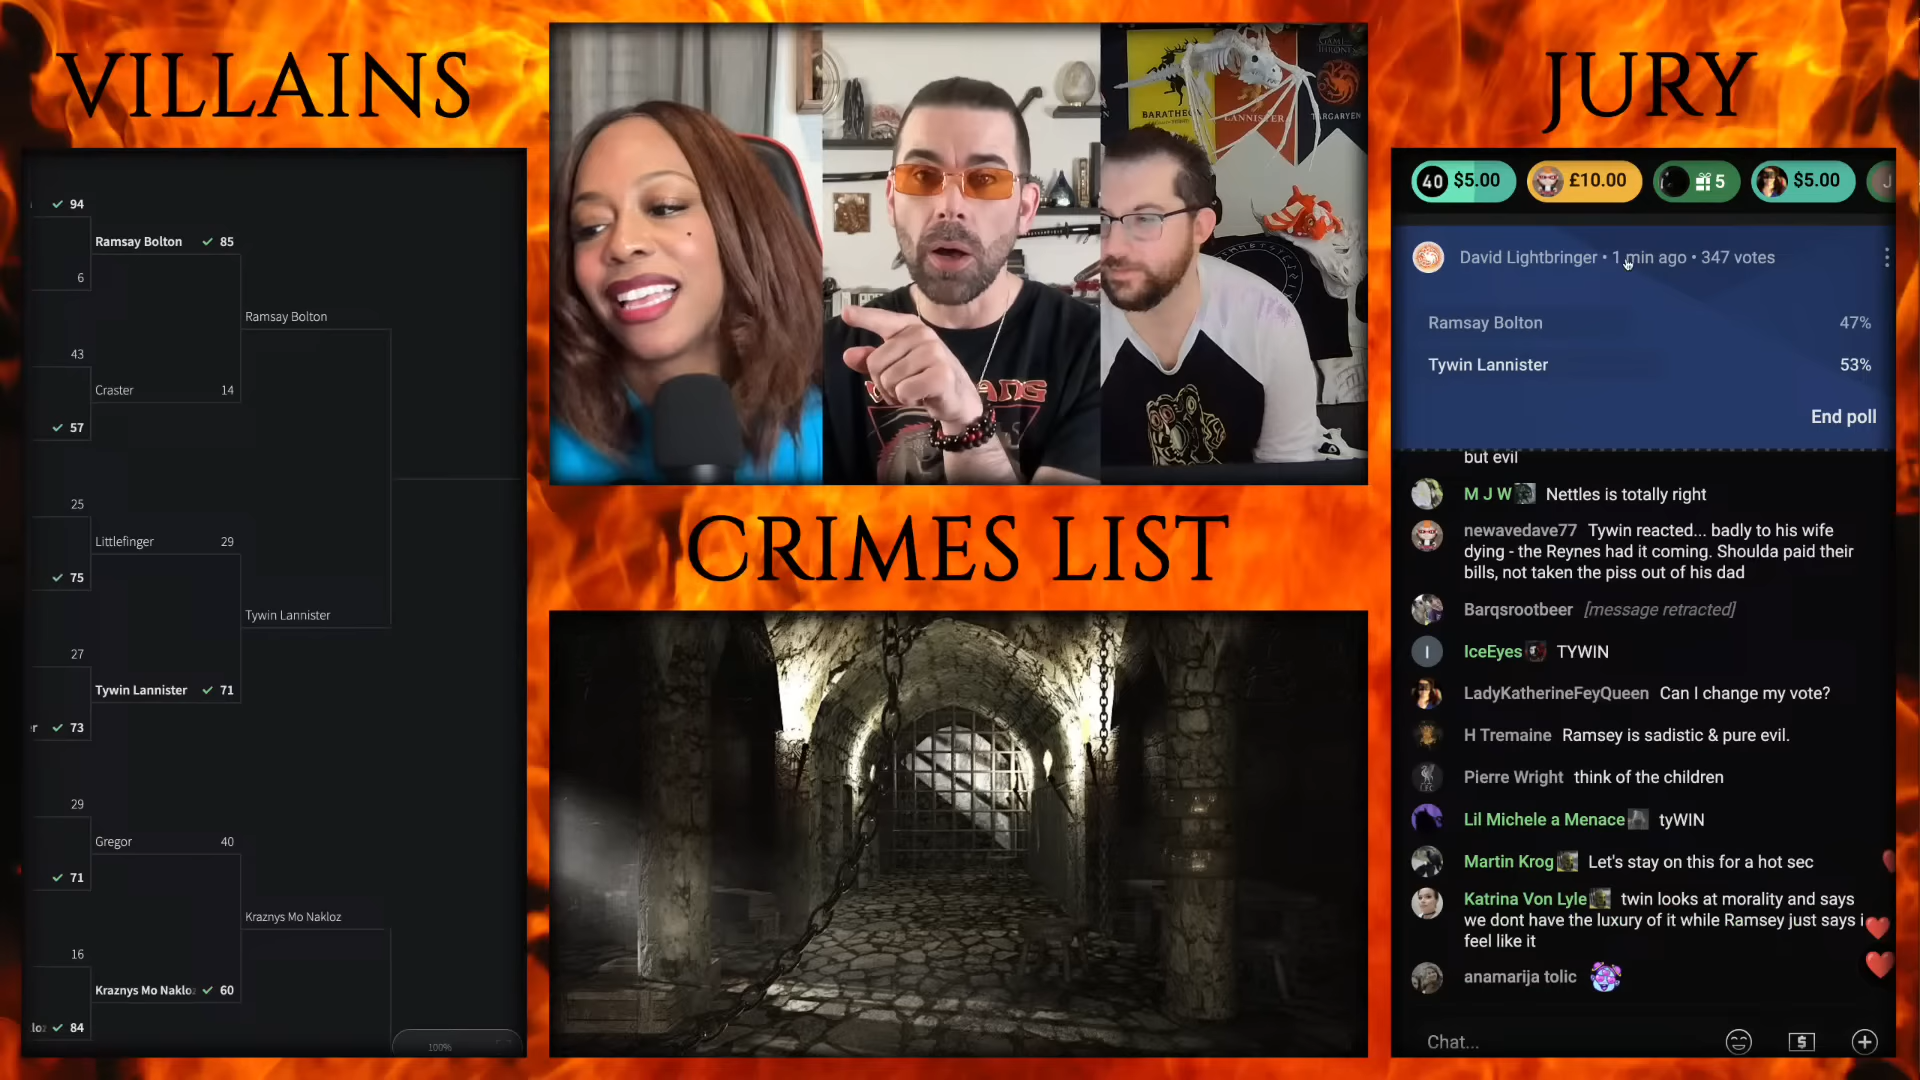 VILLAINS
94
Ramsay Bolton 85
6
Ramsay Bolton
43
Craster 14
57
25
Littlefinger 29
75
Tywin Lannister
27
Tywin Lannister 71
73
29
Gregor 40
71
Kraznys Mo Nakloz
16
Kraznys Mo Nakloz 60
84
100%
BARATHEON
LANNISTER
TARGARYEN
CRIMES LIST
JURY
40 $5.00
£10.00
5
$5.00
J
David Lightbringer • 1 min ago • 347 votes
Ramsay Bolton 47%
Tywin Lannister 53%
End poll
but evil
M J W Nettles is totally right
newavedave77 Tywin reacted... badly to his wife
dying - the Reynes had it coming. Shoulda paid their
bills, not taken the piss out of his dad
Barqsrootbeer [message retracted]
I IceEyes TYWIN
LadyKatherineFeyQueen Can I change my vote?
H Tremaine Ramsey is sadistic & pure evil.
Pierre Wright think of the children
Lil Michele a Menace tyWIN
Martin Krog Let's stay on this for a hot sec
Katrina Von Lyle twin looks at morality and says
we dont have the luxury of it while Ramsey just says i
feel like it
anamarija tolic
Chat...